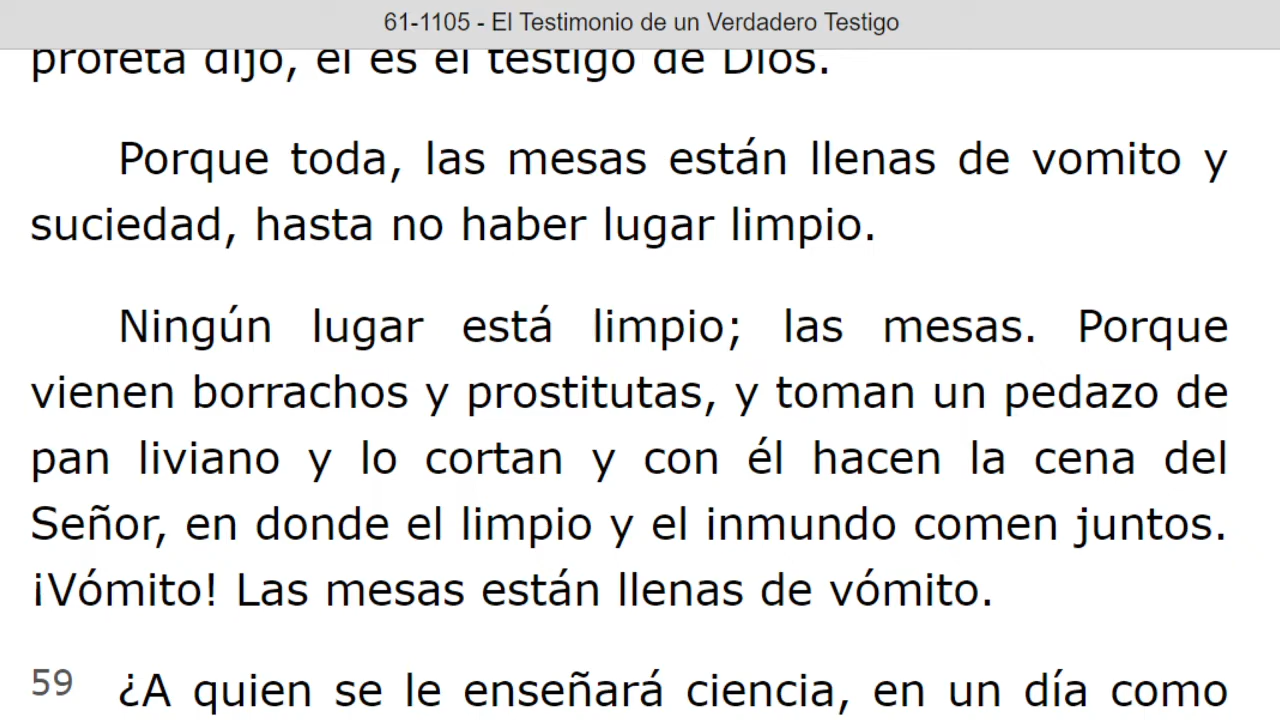 61-1105 - El Testimonio de un Verdadero Testigo
profeta dijo, él es el testigo de Dios.
Porque toda, las mesas están llenas de vomito y
suciedad, hasta no haber lugar limpio.
Ningún lugar está limpio; las mesas. Porque
vienen borrachos y prostitutas, y toman un pedazo de
pan liviano y lo cortan y con él hacen la cena del
Señor, en donde el limpio y el inmundo comen juntos.
¡Vómito! Las mesas están llenas de vómito.
59 ¿A quien se le enseñará ciencia, en un día como